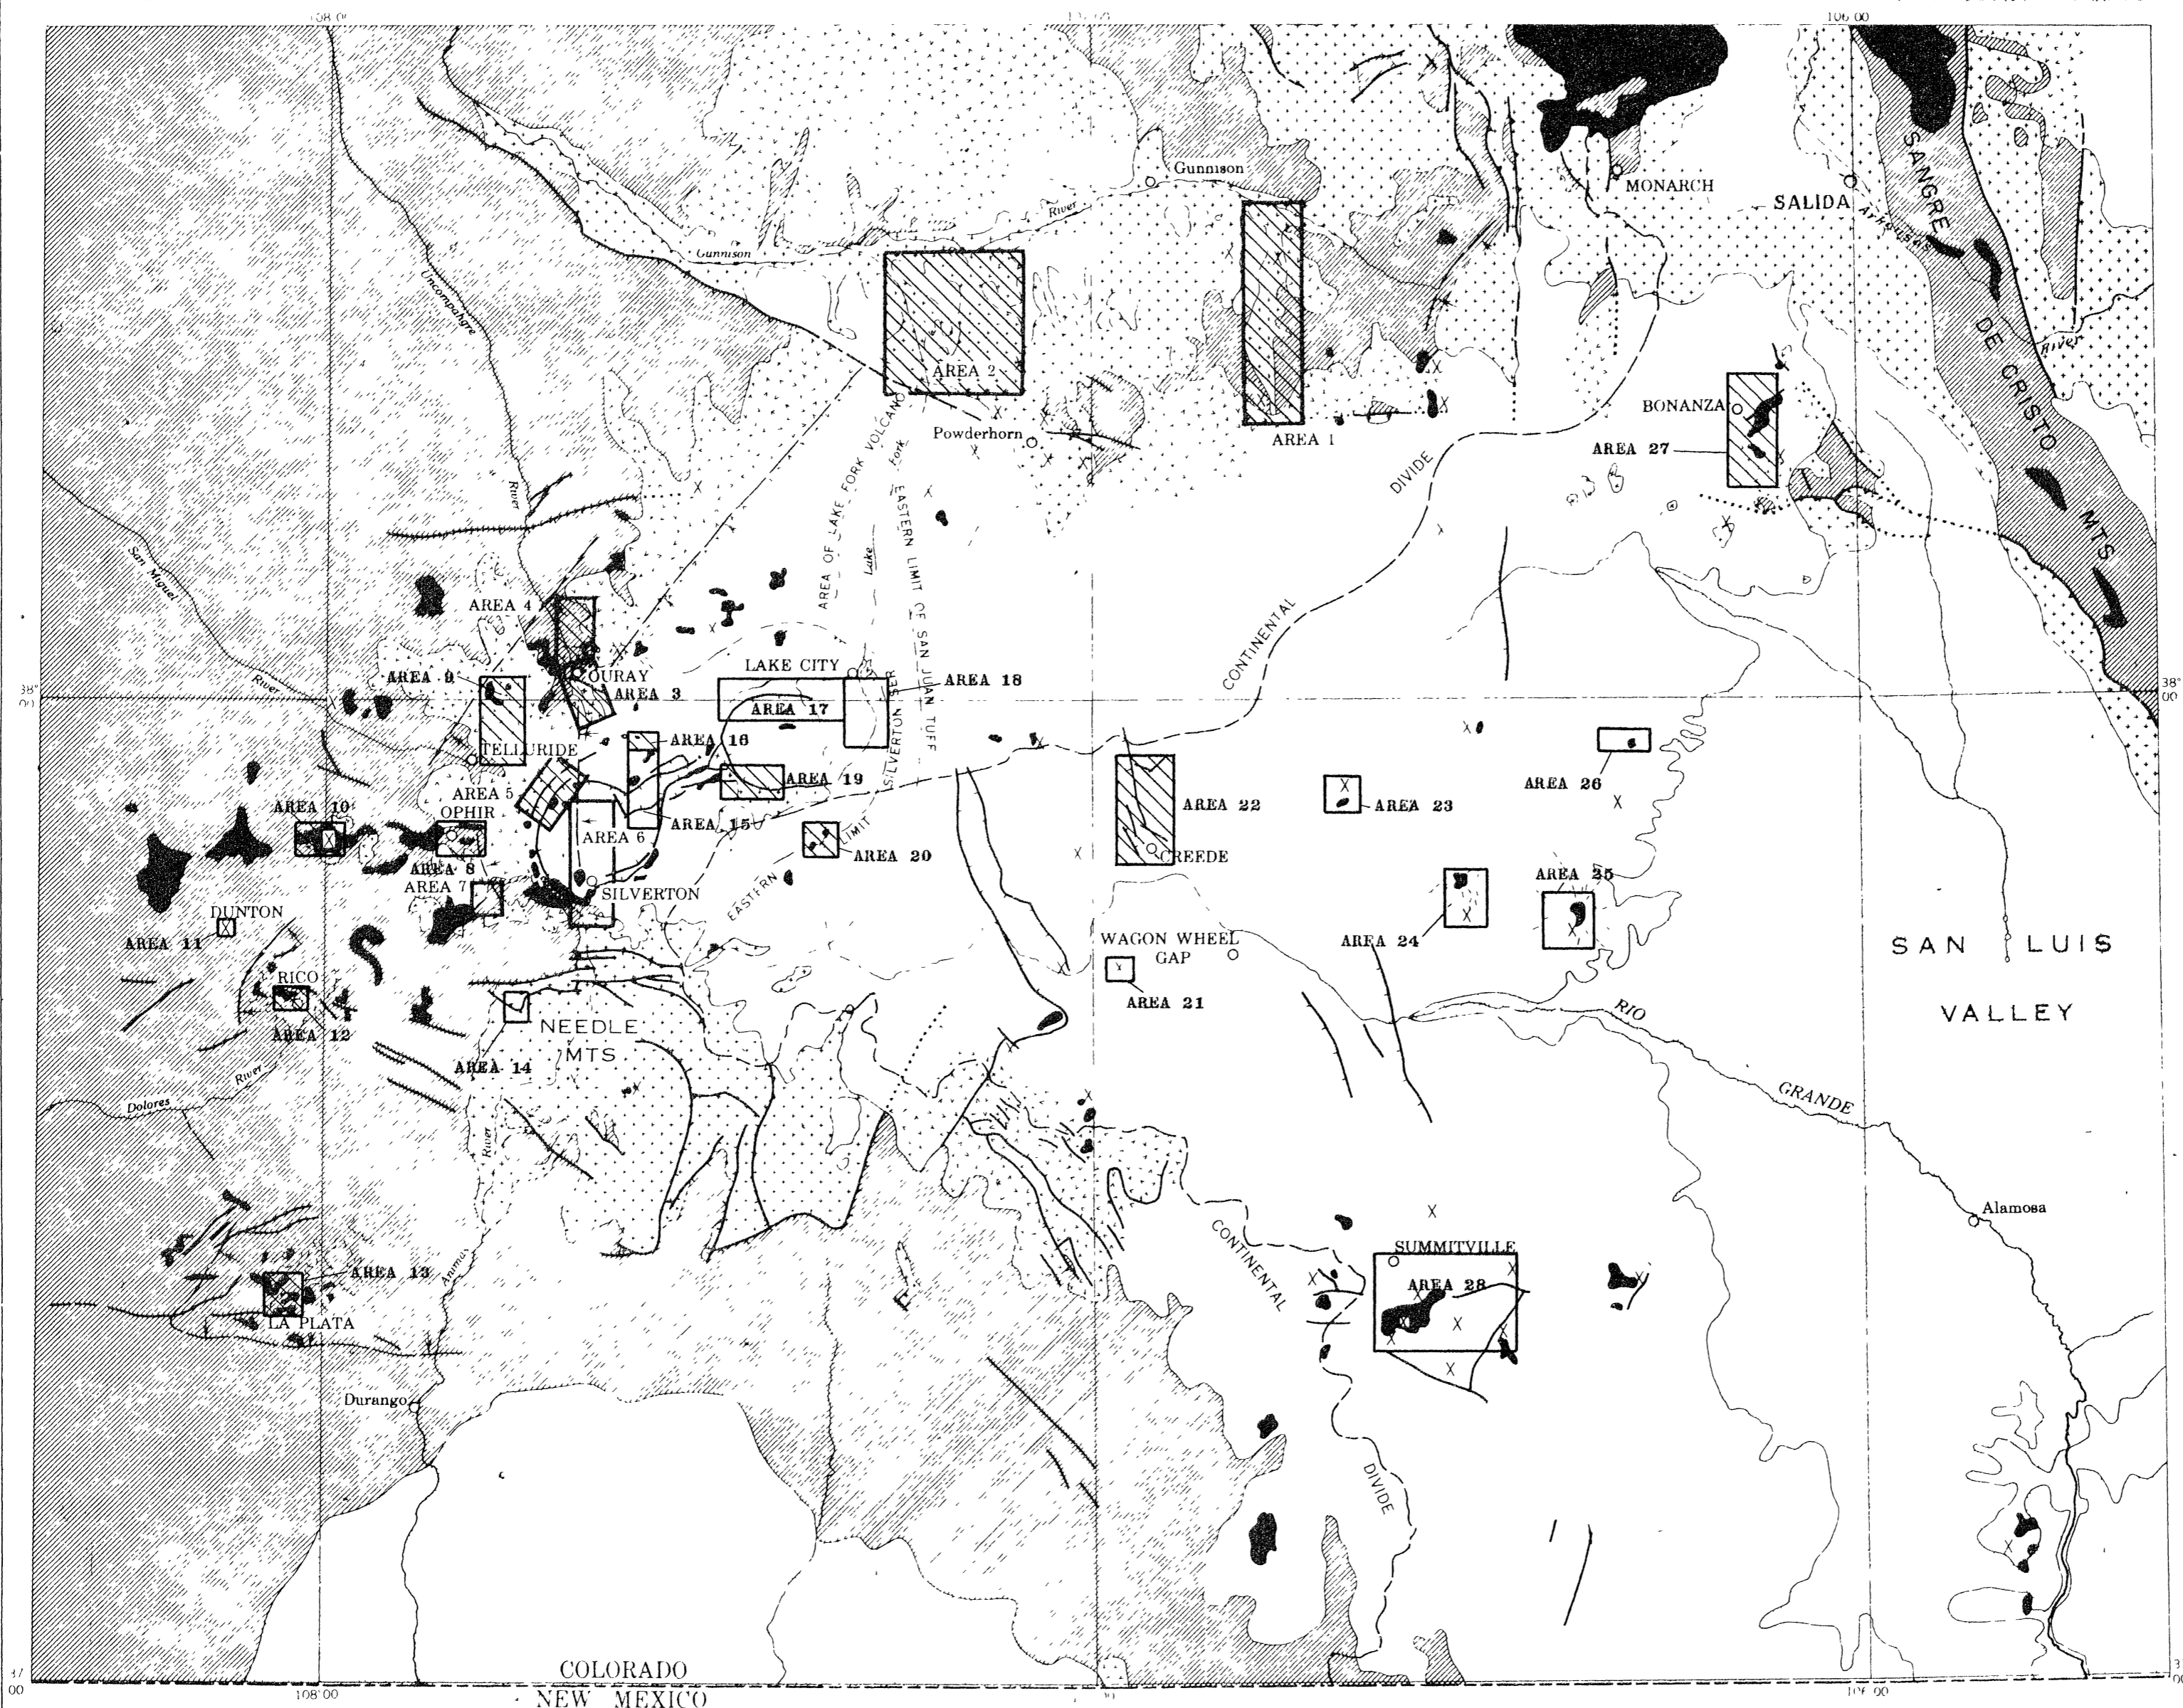 106 00
Gunnison
River
MONARCH
SALIDA
Arkansas
SANGRE
DE CRISTO
MTS
River
Gunnison
Uncompahgre
River
AREA 2
AREA 1
Powderhorn
BONANZA
AREA 27
DIVIDE
CONTINENTAL
AREA OF LAKE FORK VOLCANO
Lake
Fork
EASTERN LIMIT OF SAN JUAN TUFF
San Miguel
River
AREA 4
AREA 9
OURAY
AREA 3
LAKE CITY
AREA 17
AREA 18
SILVERTON SER
38°
00
38°
00
TELLURIDE
AREA 16
AREA 19
AREA 5
OPHIR
AREA 10
AREA 6
AREA 15
LIMIT
AREA 20
EASTERN
AREA 22
CREEDE
AREA 23
AREA 26
AREA 8
AREA 7
SILVERTON
DUNTON
AREA 11
RICO
AREA 12
AREA 24
AREA 25
WAGON WHEEL
GAP
AREA 21
SAN LUIS
VALLEY
NEEDLE
MTS
AREA 14
RIO
GRANDE
River
Dolores
River
Animas
Alamosa
CONTINENTAL
SUMMITVILLE
AREA 28
AREA 13
LA PLATA
Durango
DIVIDE
COLORADO
NEW MEXICO
37
00
108°00